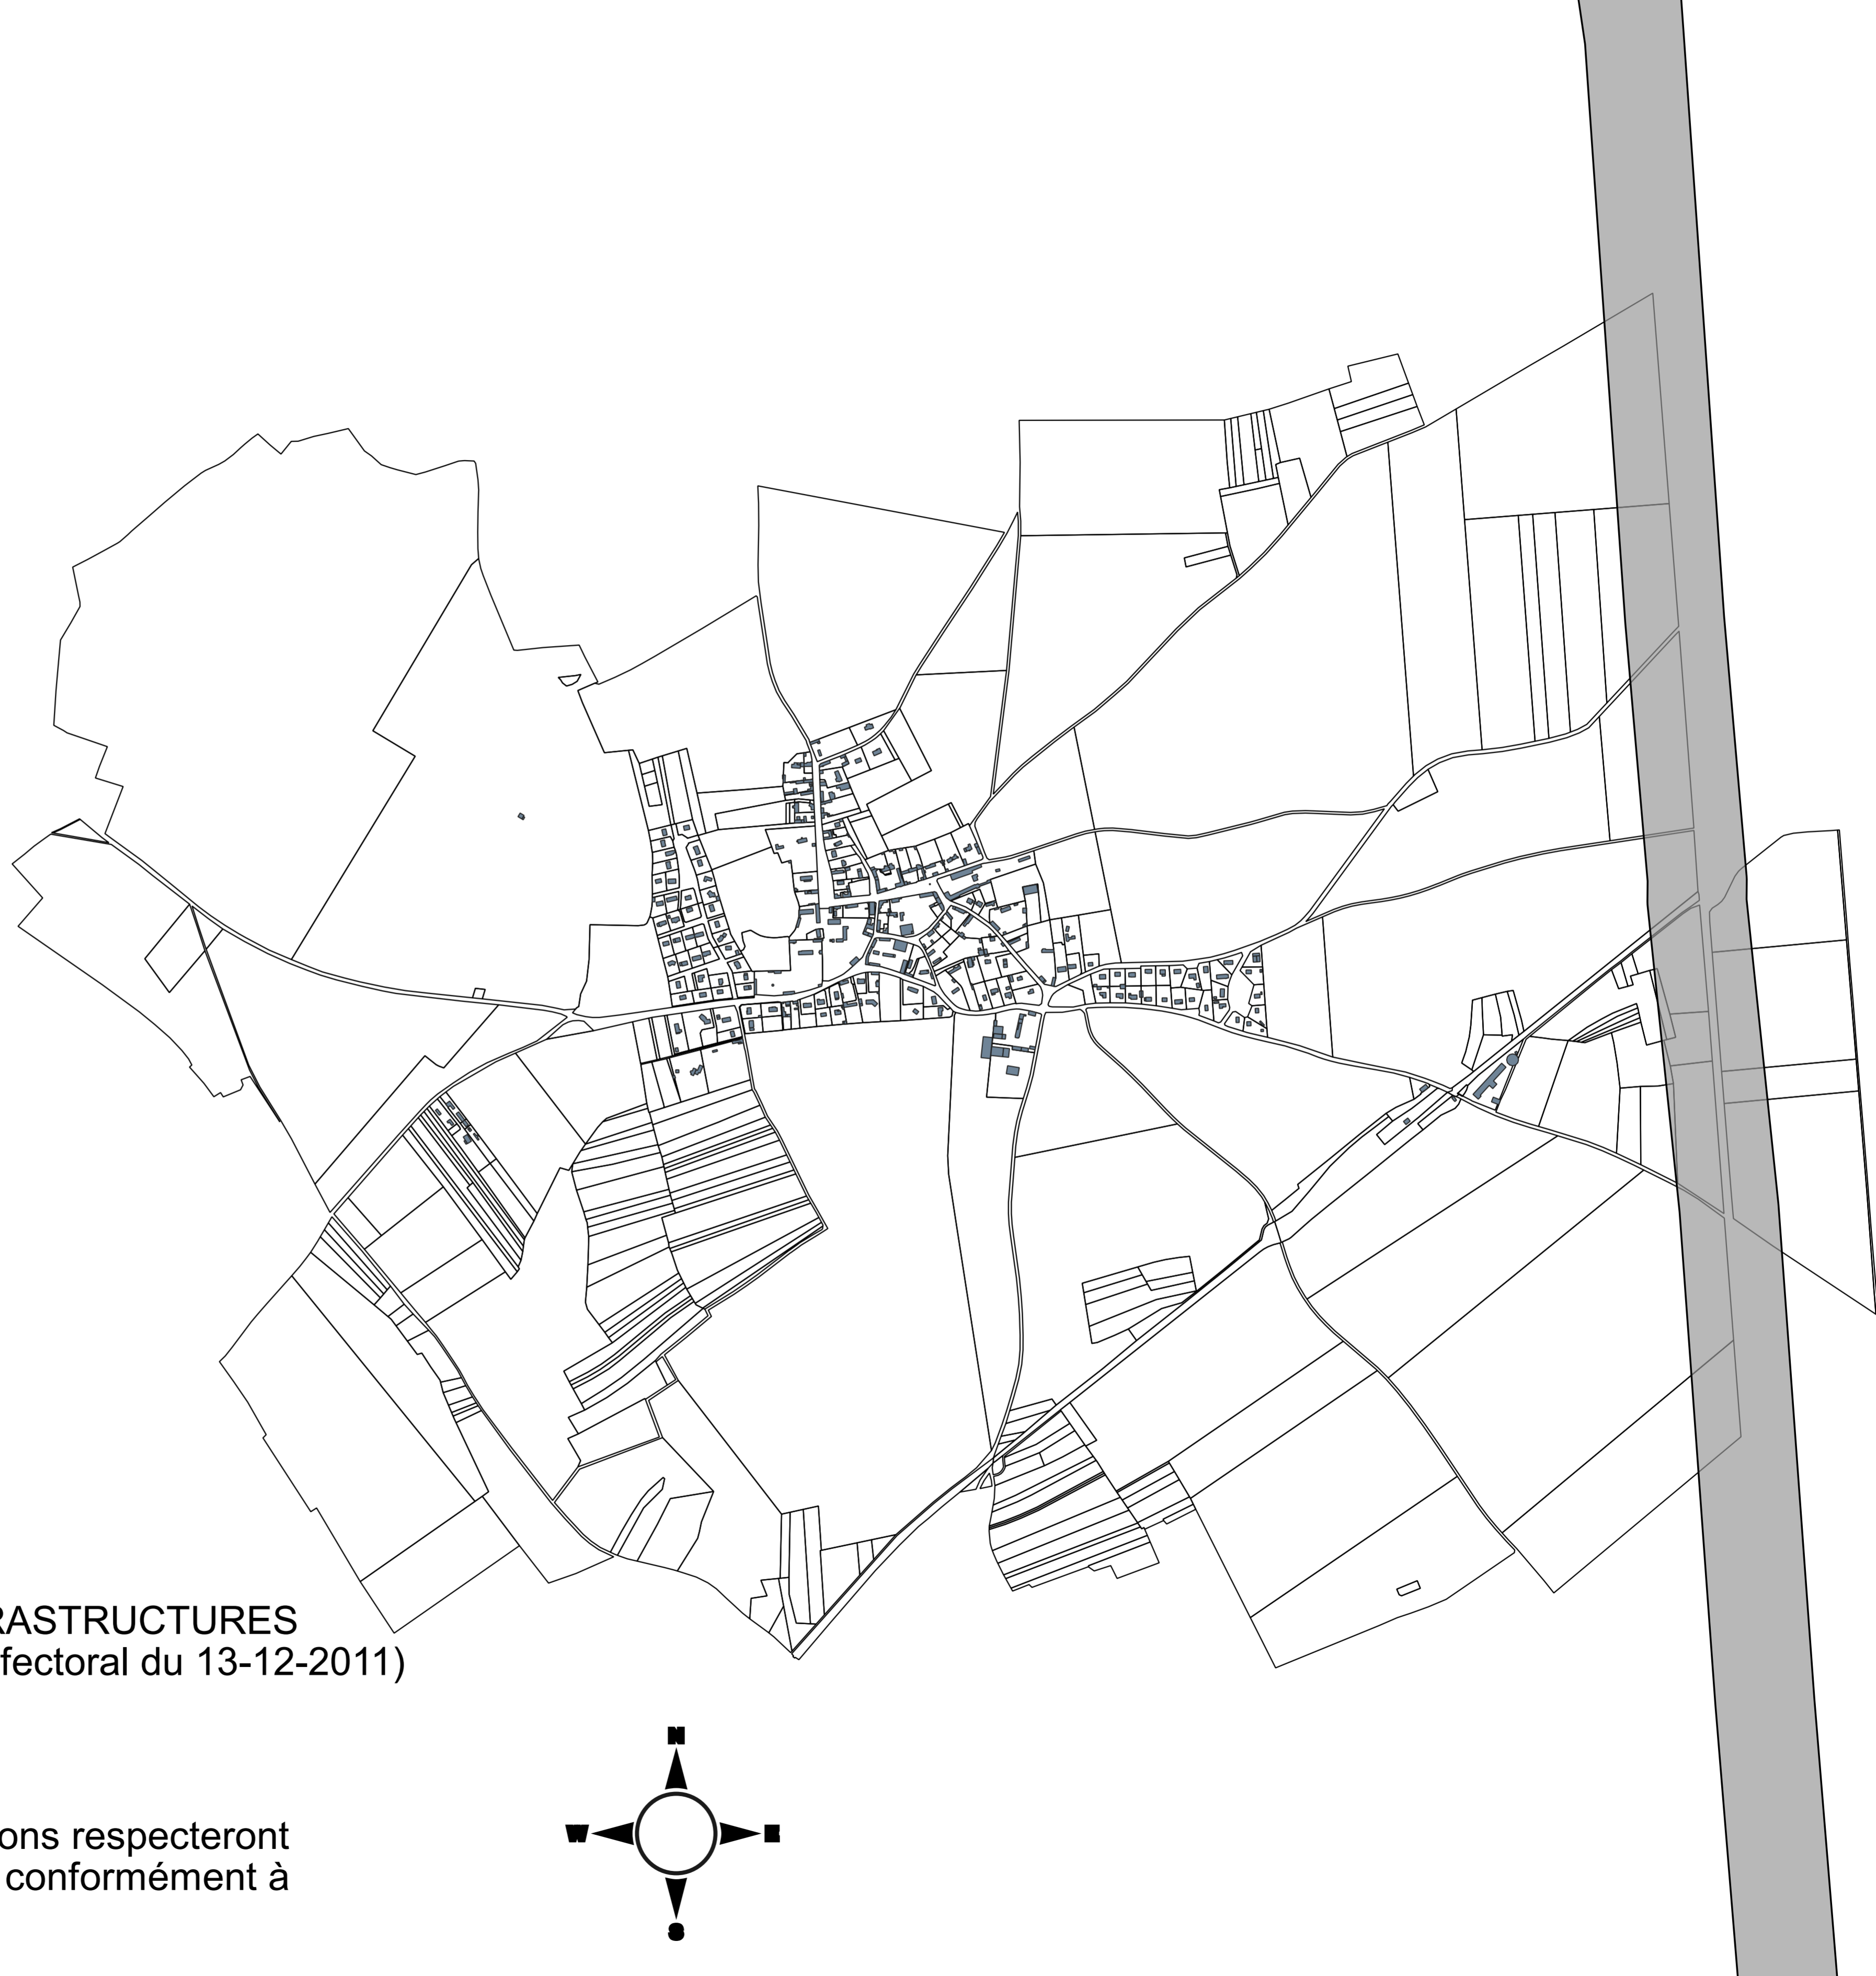 RASTRUCTURES
fectoral du 13-12-2011)
N
W E
S
ons respecteront
conformément à